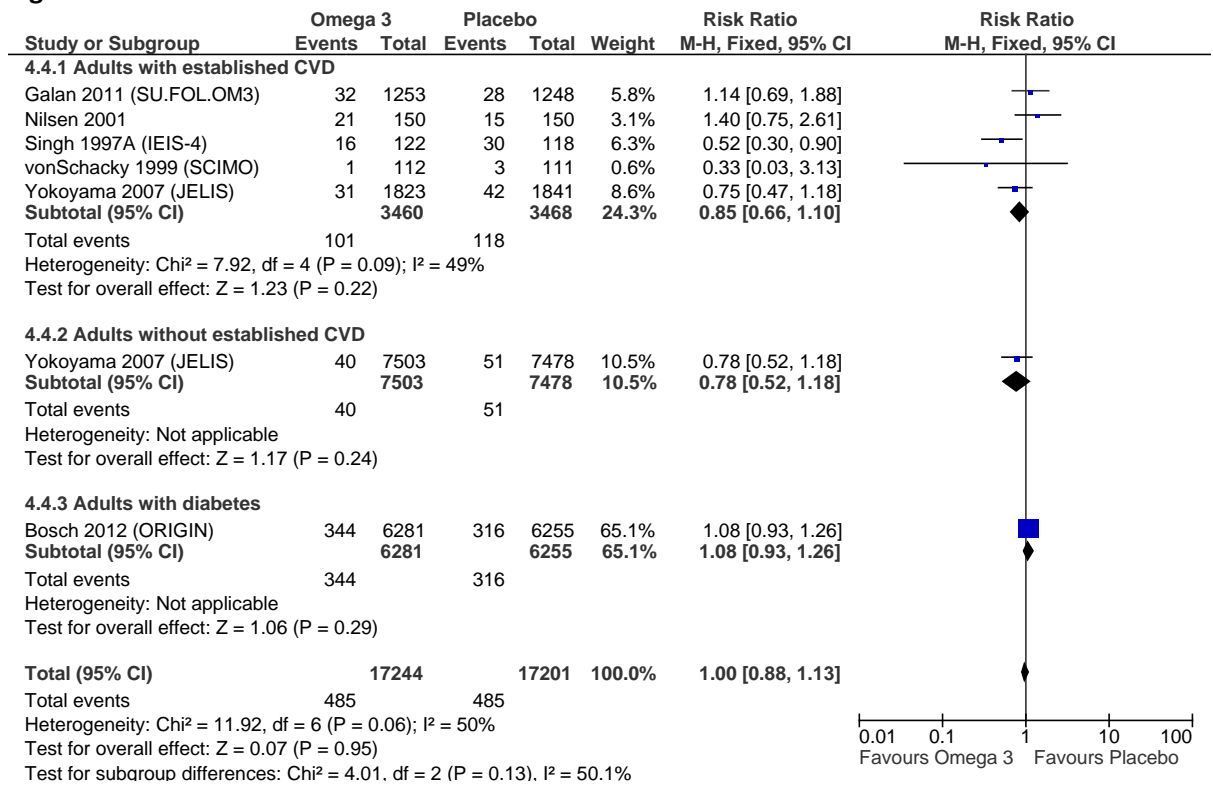 Omega 3 Placebo Risk Ratio Risk Ratio
Study or Subgroup Events Total Events Total Weight M-H, Fixed, 95% CI M-H, Fixed, 95% CI
4.4.1 Adults with established CVD
Galan 2011 (SU.FOL.OM3) 32 1253 28 1248 5.8% 1.14 [0.69, 1.88]
Nilsen 2001 21 150 15 150 3.1% 1.40 [0.75, 2.61]
Singh 1997A (IEIS-4) 16 122 30 118 6.3% 0.52 [0.30, 0.90]
vonSchacky 1999 (SCIMO) 1 112 3 111 0.6% 0.33 [0.03, 3.13]
Yokoyama 2007 (JELIS) 31 1823 42 1841 8.6% 0.75 [0.47, 1.18]
Subtotal (95% CI) 3460 3468 24.3% 0.85 [0.66, 1.10]
Total events 101 118
Heterogeneity: Chi² = 7.92, df = 4 (P = 0.09); I² = 49%
Test for overall effect: Z = 1.23 (P = 0.22)
4.4.2 Adults without established CVD
Yokoyama 2007 (JELIS) 40 7503 51 7478 10.5% 0.78 [0.52, 1.18]
Subtotal (95% CI) 7503 7478 10.5% 0.78 [0.52, 1.18]
Total events 40 51
Heterogeneity: Not applicable
Test for overall effect: Z = 1.17 (P = 0.24)
4.4.3 Adults with diabetes
Bosch 2012 (ORIGIN) 344 6281 316 6255 65.1% 1.08 [0.93, 1.26]
Subtotal (95% CI) 6281 6255 65.1% 1.08 [0.93, 1.26]
Total events 344 316
Heterogeneity: Not applicable
Test for overall effect: Z = 1.06 (P = 0.29)
Total (95% CI) 17244 17201 100.0% 1.00 [0.88, 1.13]
Total events 485 485
Heterogeneity: Chi² = 11.92, df = 6 (P = 0.06); I² = 50%
Test for overall effect: Z = 0.07 (P = 0.95)
Test for subgroup differences: Chi² = 4.01, df = 2 (P = 0.13), I² = 50.1%
0.01 0.1 1 10 100
Favours Omega 3 Favours Placebo